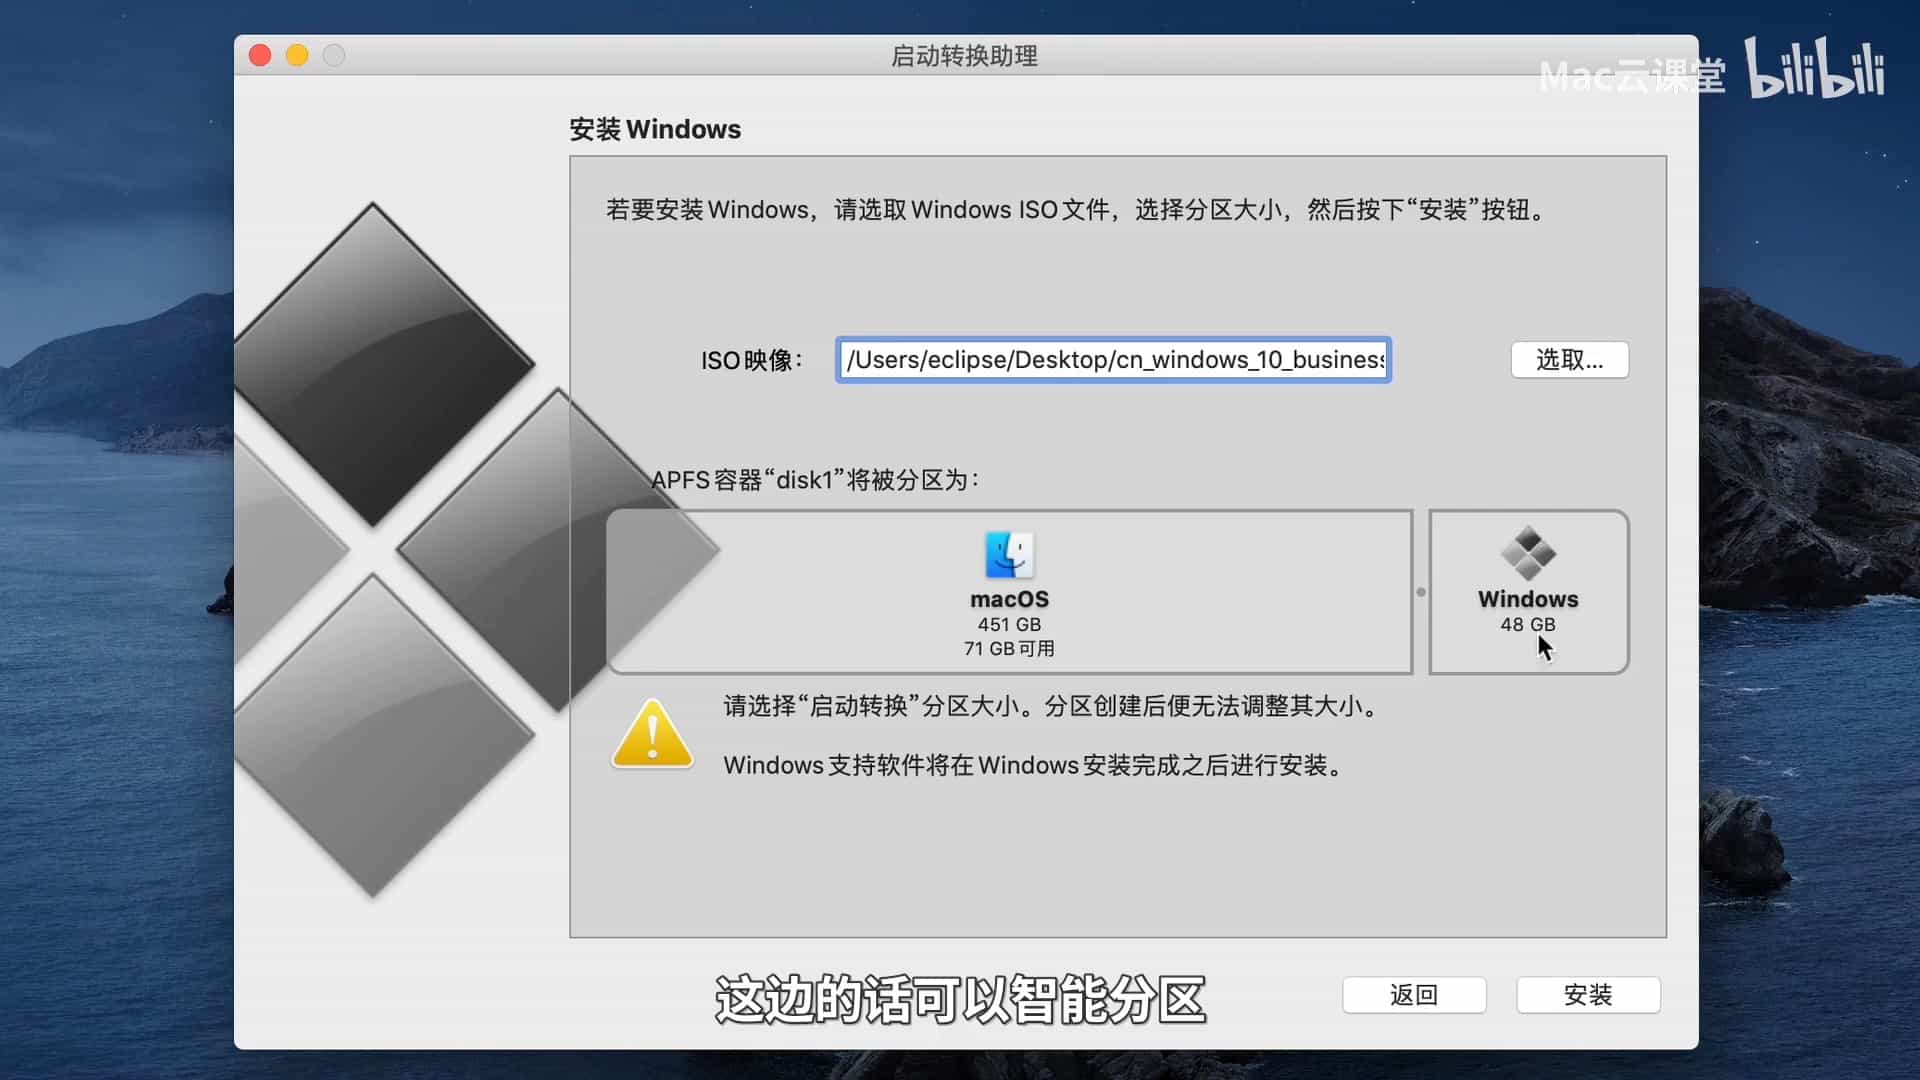 启动转换助理
Mac云课堂 bilibili
安装 Windows
若要安装 Windows，请选取 Windows ISO 文件，选择分区大小，然后按下“安装”按钮。
ISO 映像： /Users/eclipse/Desktop/cn_windows_10_business 选取...
APFS 容器“disk1”将被分区为：
macOS
451 GB
71 GB 可用
Windows
48 GB
请选择“启动转换”分区大小。分区创建后便无法调整其大小。
Windows 支持软件将在 Windows 安装完成之后进行安装。
这边的话可以智能分区
返回 安装